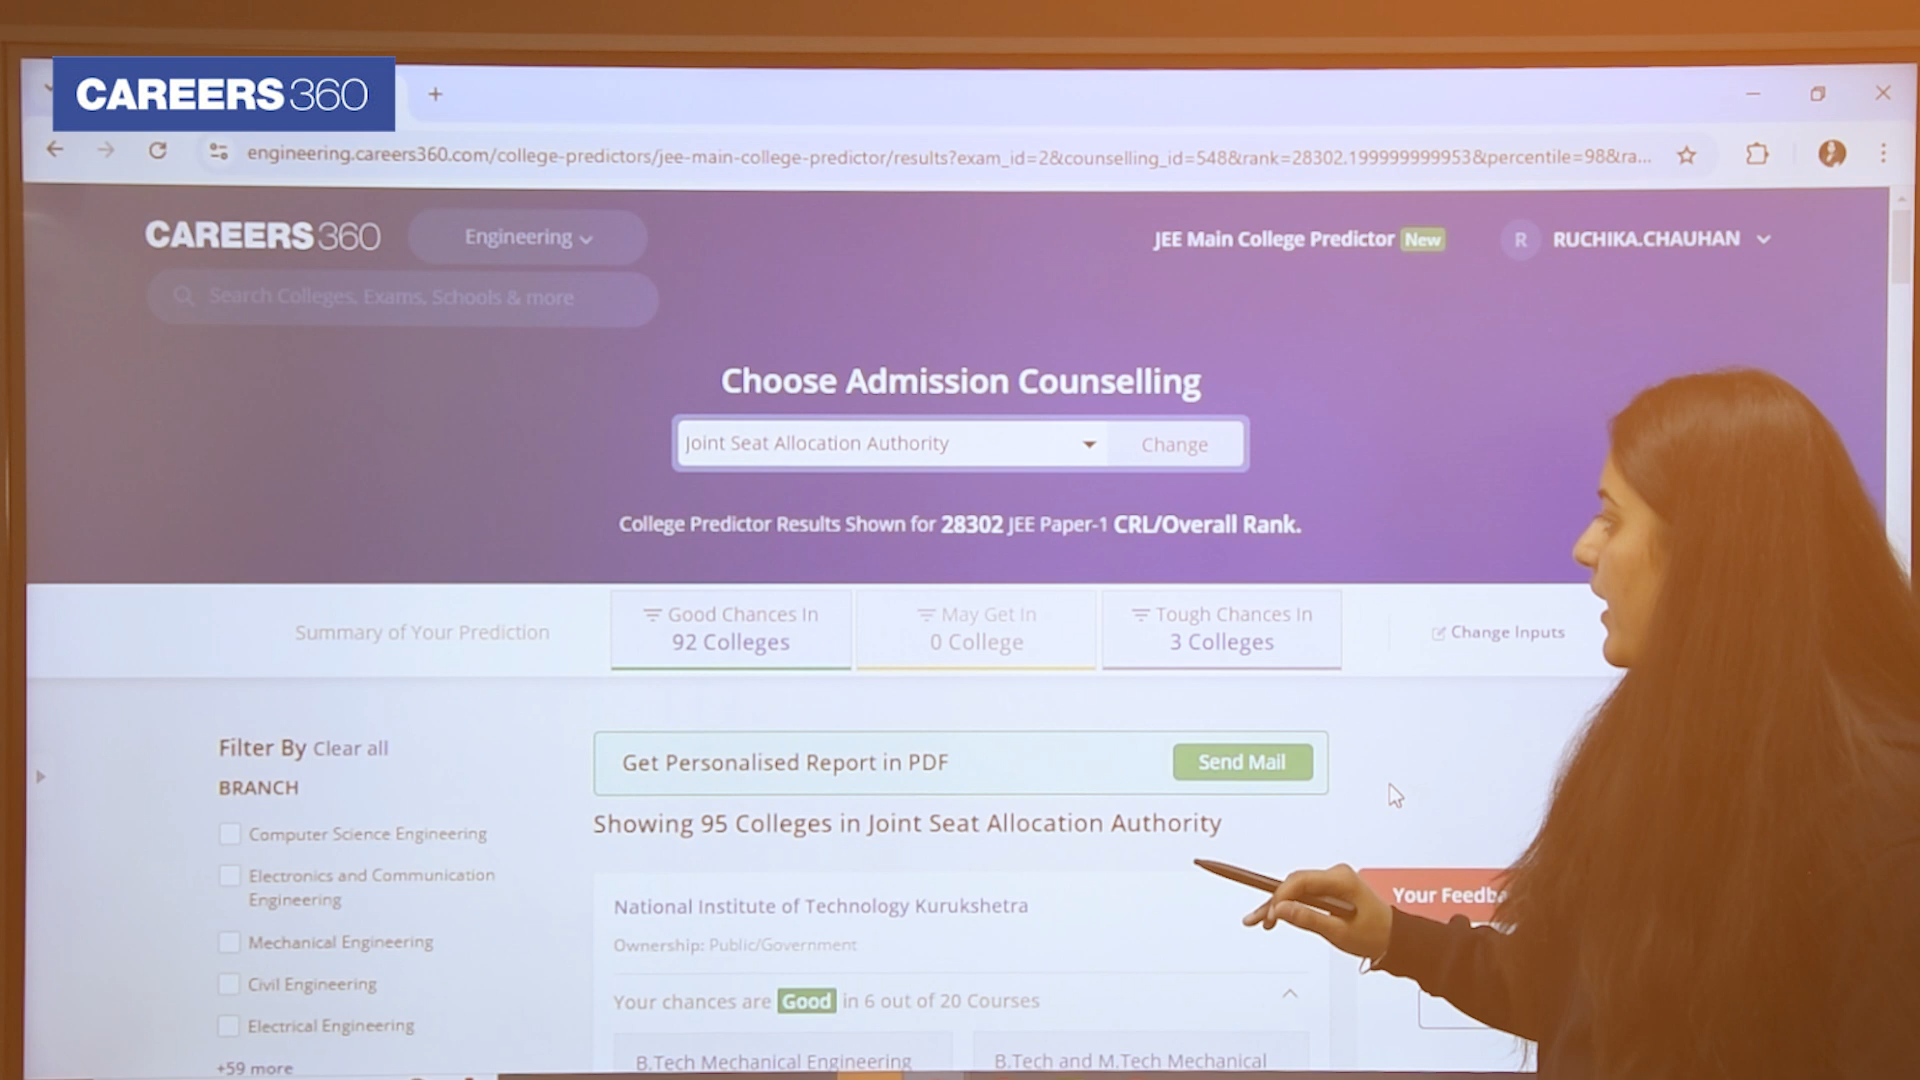 CAREERS360
engineering.careers360.com/college-predictors/jee-main-college-predictor/results?exam_id=2&counselling_id=548&rank=28302.199999999953&percentile=98&ra...
CAREERS360
Engineering
JEE Main College Predictor New
R RUCHIKA.CHAUHAN
Search Colleges, Exams, Schools & more
Choose Admission Counselling
Joint Seat Allocation Authority
Change
College Predictor Results Shown for 28302 JEE Paper-1 CRL/Overall Rank.
Summary of Your Prediction
Good Chances In
92 Colleges
May Get In
0 College
Tough Chances In
3 Colleges
Change Inputs
Filter By Clear all
BRANCH
Computer Science Engineering
Electronics and Communication
Engineering
Mechanical Engineering
Civil Engineering
Electrical Engineering
+59 more
Get Personalised Report in PDF
Send Mail
Showing 95 Colleges in Joint Seat Allocation Authority
National Institute of Technology Kurukshetra
Ownership: Public/Government
Your chances are Good in 6 out of 20 Courses
B.Tech Mechanical Engineering
B.Tech and M.Tech Mechanical
Your Feedba